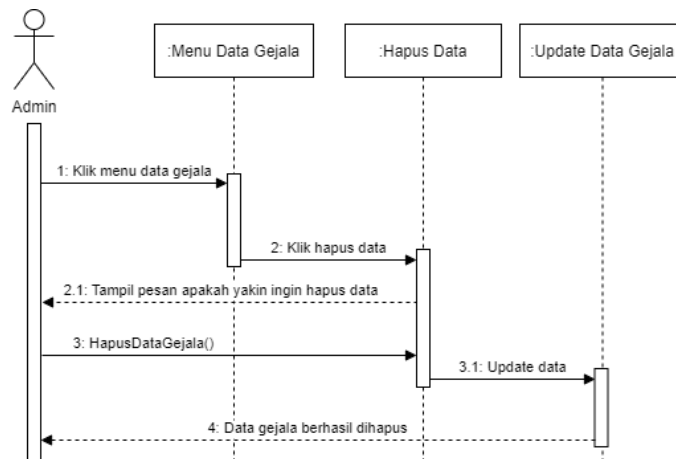 :Menu Data Gejala
:Hapus Data
:Update Data Gejala
Admin
1: Klik menu data gejala
2: Klik hapus data
2.1: Tampil pesan apakah yakin ingin hapus data
3: HapusDataGejala()
3.1: Update data
4: Data gejala berhasil dihapus